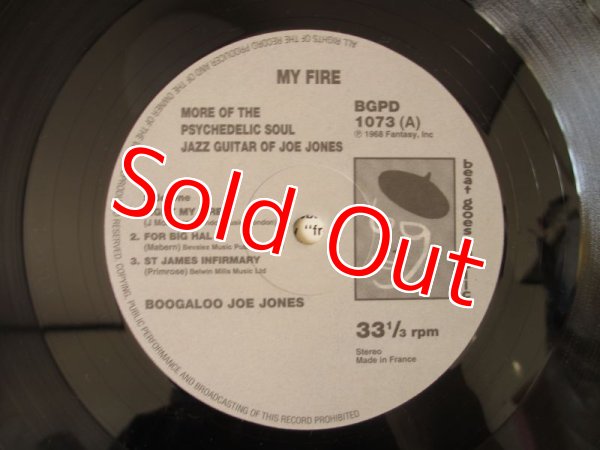 MY FIRE
MORE OF THE
PSYCHEDELIC SOUL
JAZZ GUITAR OF JOE JONES
BGPD
1073 (A)
℗ 1968 Fantasy, Inc
MY
2. FOR BIG HAL
(Mabern)
3. ST JAMES INFIRMARY
(Primrose) Belwin Mills Music Ltd
BOOGALOO JOE JONES
beat goes
33 1/3 rpm
Stereo
Made in France
Sold Out
ALL RIGHTS OF THE RECORD PRODUCER AND OF THE OWNER OF THE
RESERVED. COPYING, PUBLIC PERFORMANCE AND BROADCASTING OF THIS RECORD PROHIBITED